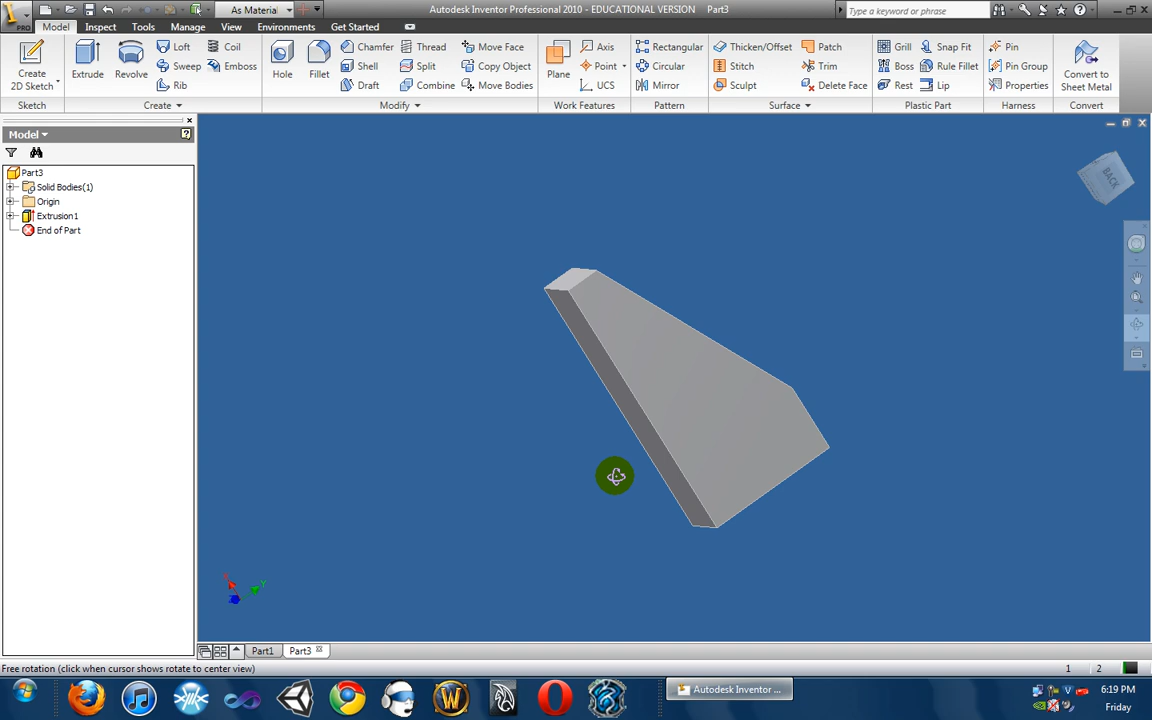 As Material
Autodesk Inventor Professional 2010 - EDUCATIONAL VERSION Part3
Type a keyword or phrase
PRO
Model Inspect Tools Manage View Environments Get Started
Create 2D Sketch
Sketch
Extrude Revolve
Loft Coil
Sweep Emboss
Rib
Create
Hole Fillet
Chamfer Thread Move Face
Shell Split Copy Object
Draft Combine Move Bodies
Modify
Plane
Axis
Point
UCS
Work Features
Rectangular
Circular
Mirror
Pattern
Thicken/Offset Patch
Stitch Trim
Sculpt Delete Face
Surface
Grill Snap Fit
Boss Rule Fillet
Rest Lip
Plastic Part
Pin
Pin Group
Properties
Harness
Convert to Sheet Metal
Convert
Model
Part3
Solid Bodies(1)
Origin
Extrusion1
End of Part
BACK
Y
Z
Part1 Part3
Free rotation (click when cursor shows rotate to center view)
1 2
Autodesk Inventor ...
6:19 PM
Friday